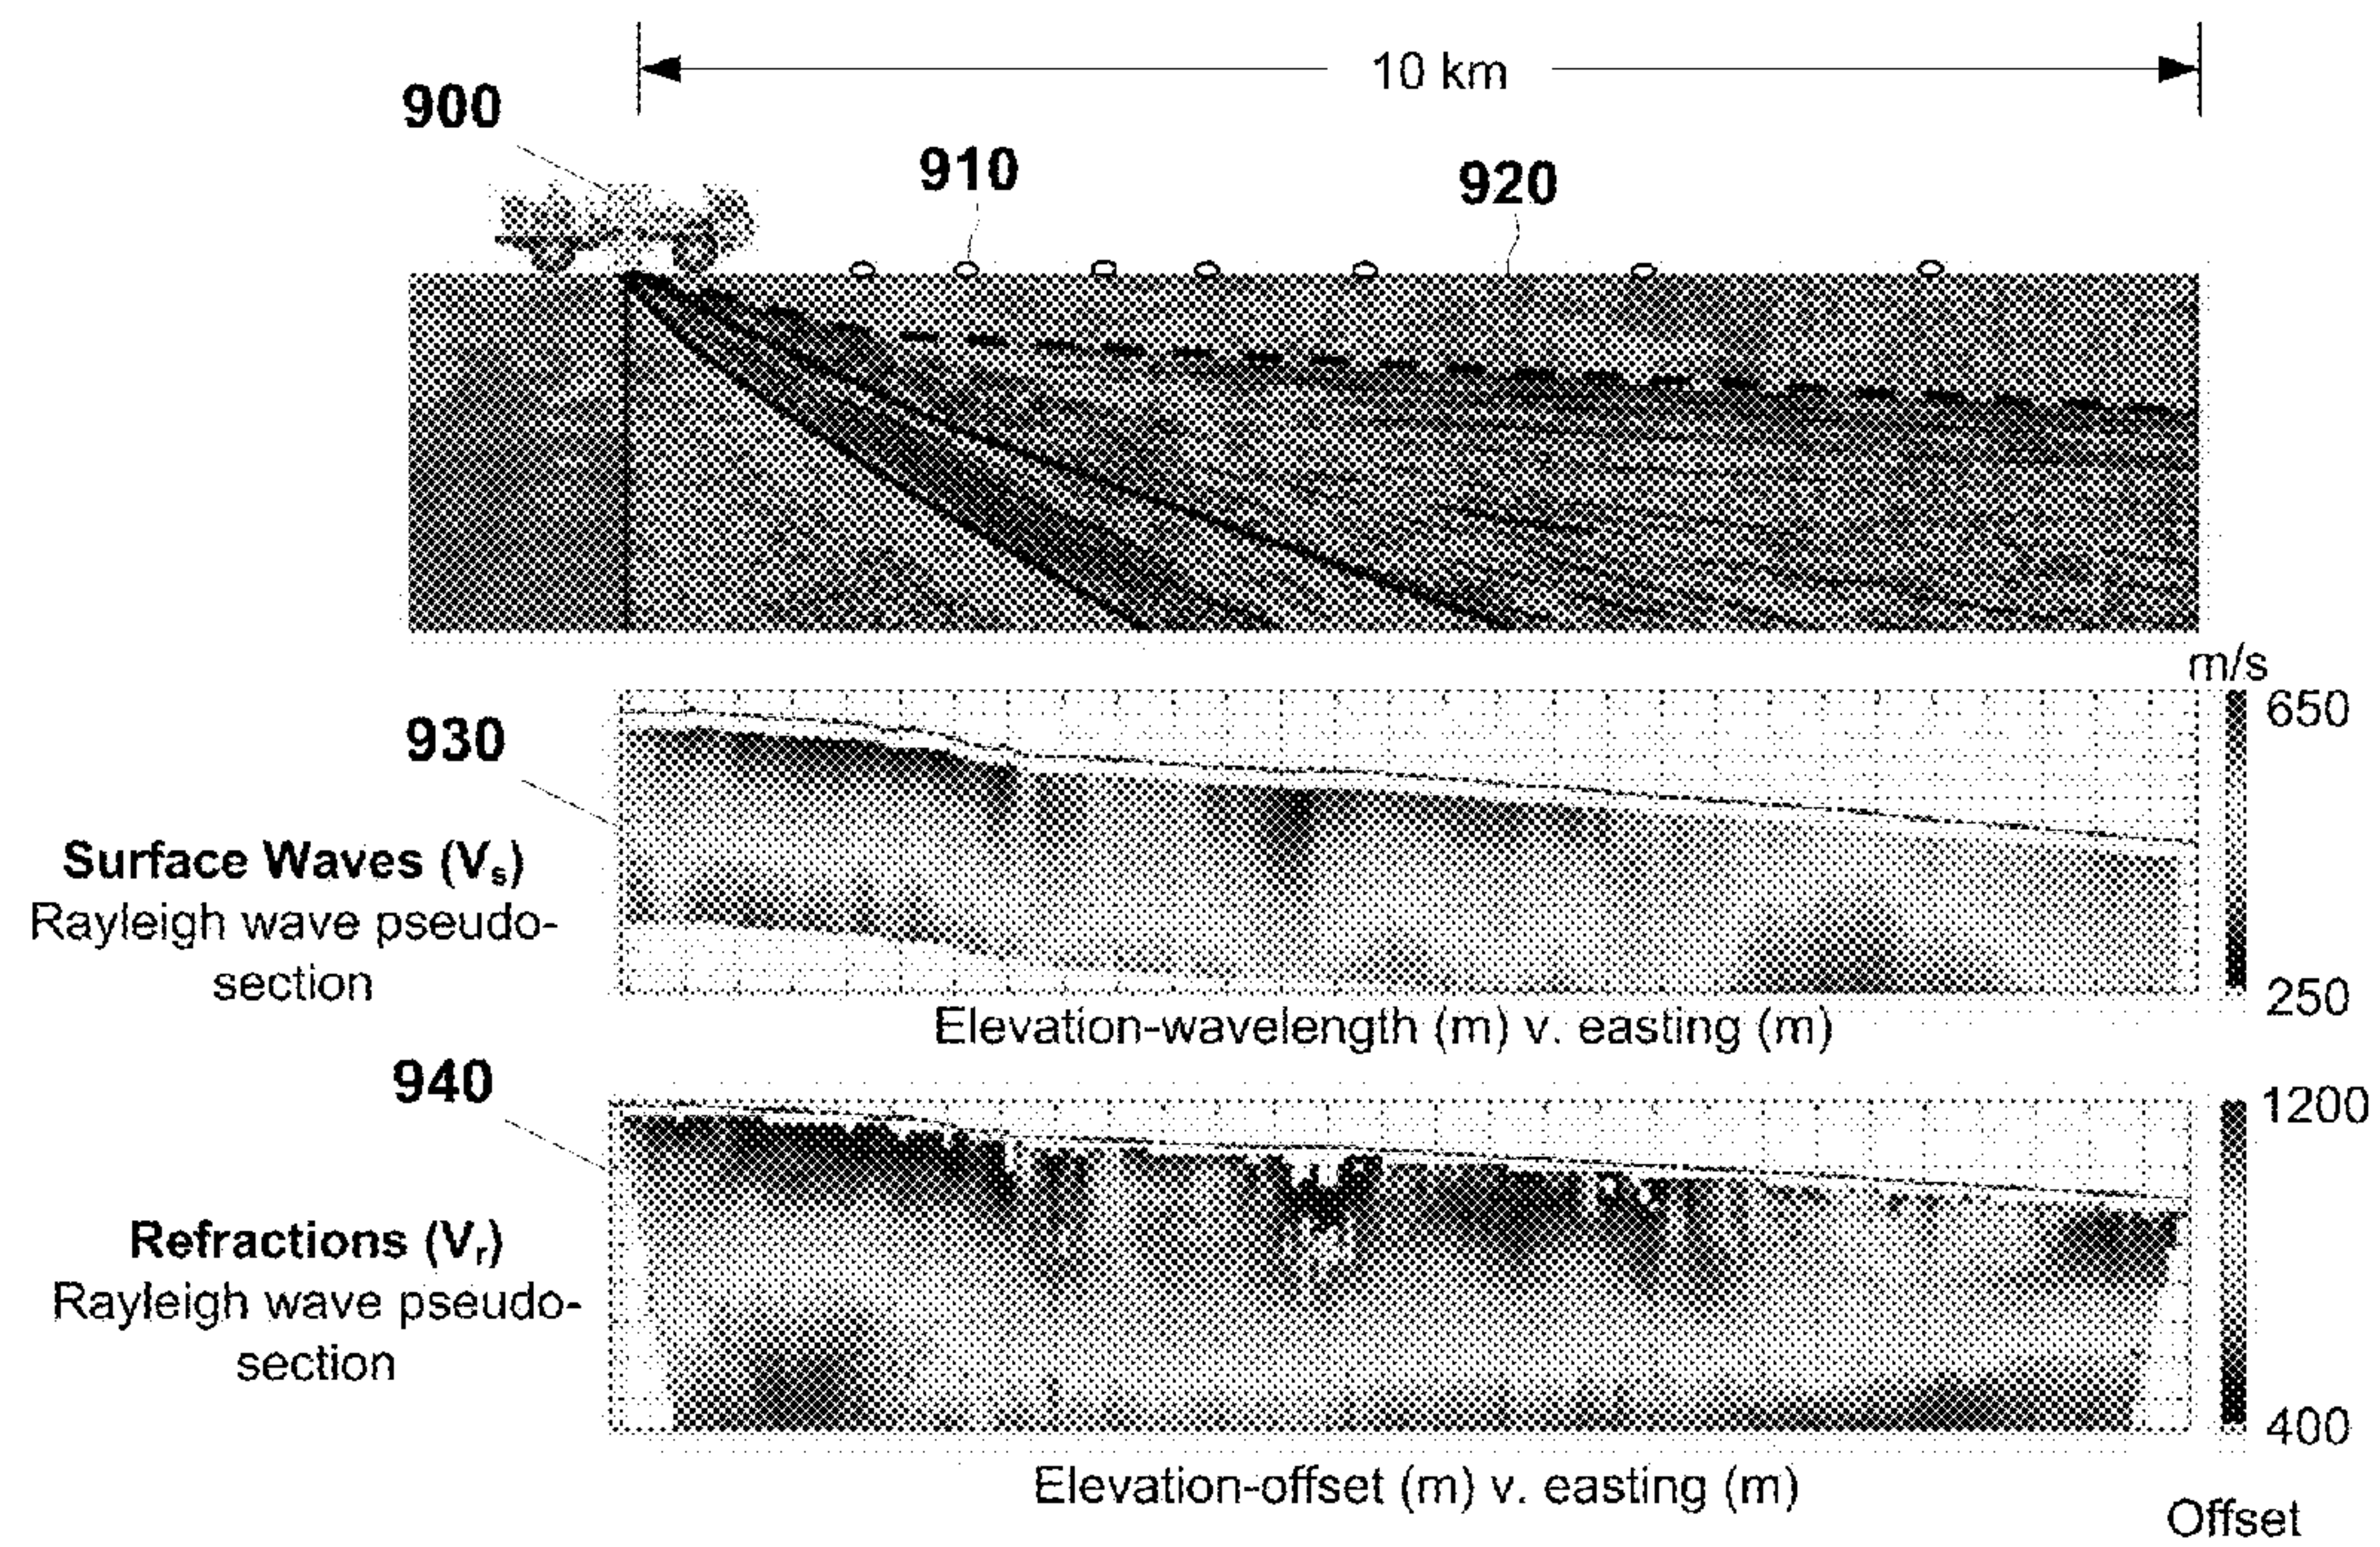 10 km
900
910
920
m/s
650
930
Surface Waves (Vs)
Rayleigh wave pseudo-
section
250
Elevation-wavelength (m) v. easting (m)
940
1200
Refractions (Vr)
Rayleigh wave pseudo-
section
400
Elevation-offset (m) v. easting (m)
Offset